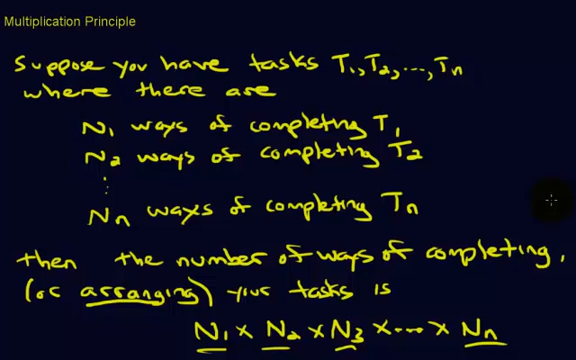 Multiplication Principle
Suppose you have tasks T₁, T₂, ..., Tₙ
where there are
N₁ ways of completing T₁
N₂ ways of completing T₂
⋮
Nₙ ways of completing Tₙ
then the number of ways of completing,
(or arranging) your tasks is
N₁ × N₂ × N₃ × ... × Nₙ